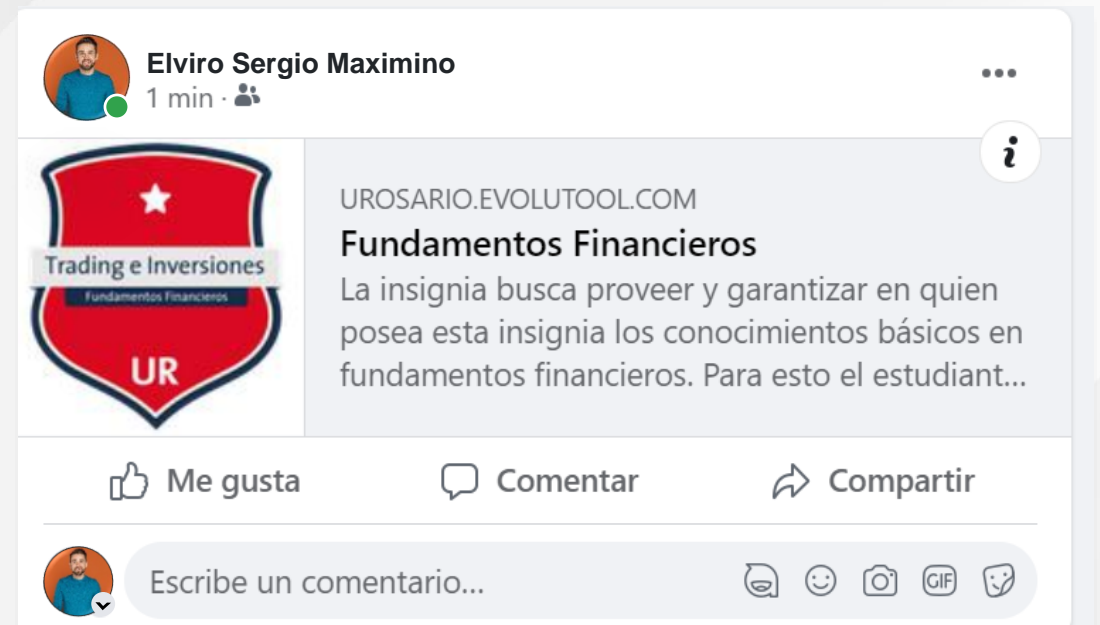 Elviro Sergio Maximino
1 min ·
i
UROSARIO.EVOLUTOOL.COM
Fundamentos Financieros
La insignia busca proveer y garantizar en quien
posea esta insignia los conocimientos básicos en
fundamentos financieros. Para esto el estudiant...
Trading e Inversiones
Fundamentos Financieros
UR
Me gusta
Comentar
Compartir
Escribe un comentario...
GIF